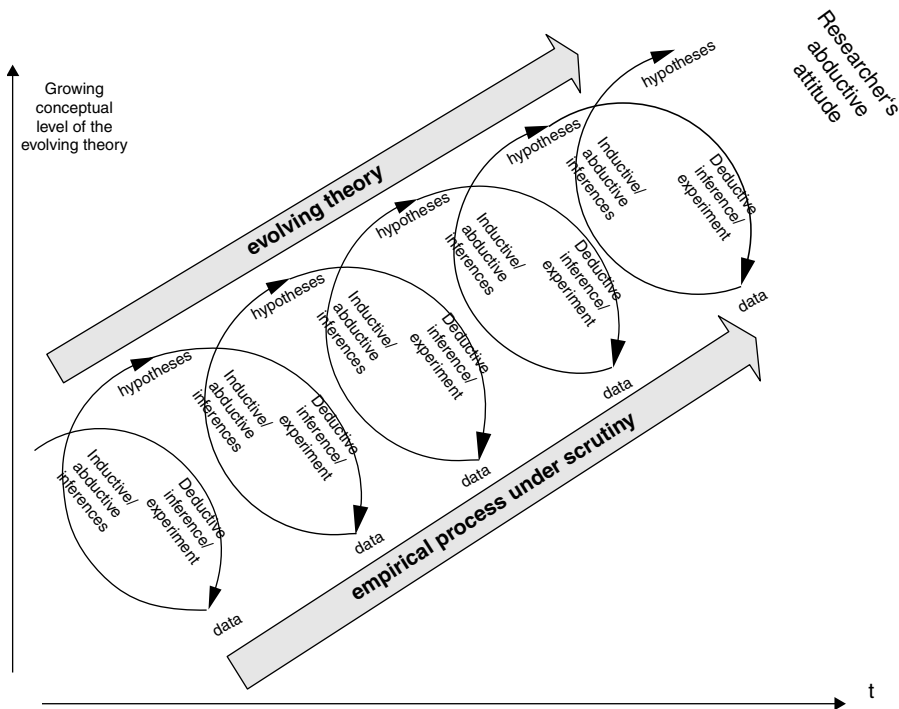 Researcher's
abductive
attitude
Growing
conceptual
level of the
evolving theory
evolving theory
hypotheses
Inductive/
abductive
inferences
Deductive
inference/
experiment
data
hypotheses
Inductive/
abductive
inferences
Deductive
inference/
experiment
data
hypotheses
Inductive/
abductive
inferences
Deductive
inference/
experiment
data
hypotheses
Inductive/
abductive
inferences
Deductive
inference/
experiment
data
hypotheses
Inductive/
abductive
inferences
Deductive
inference/
experiment
data
empirical process under scrutiny
t